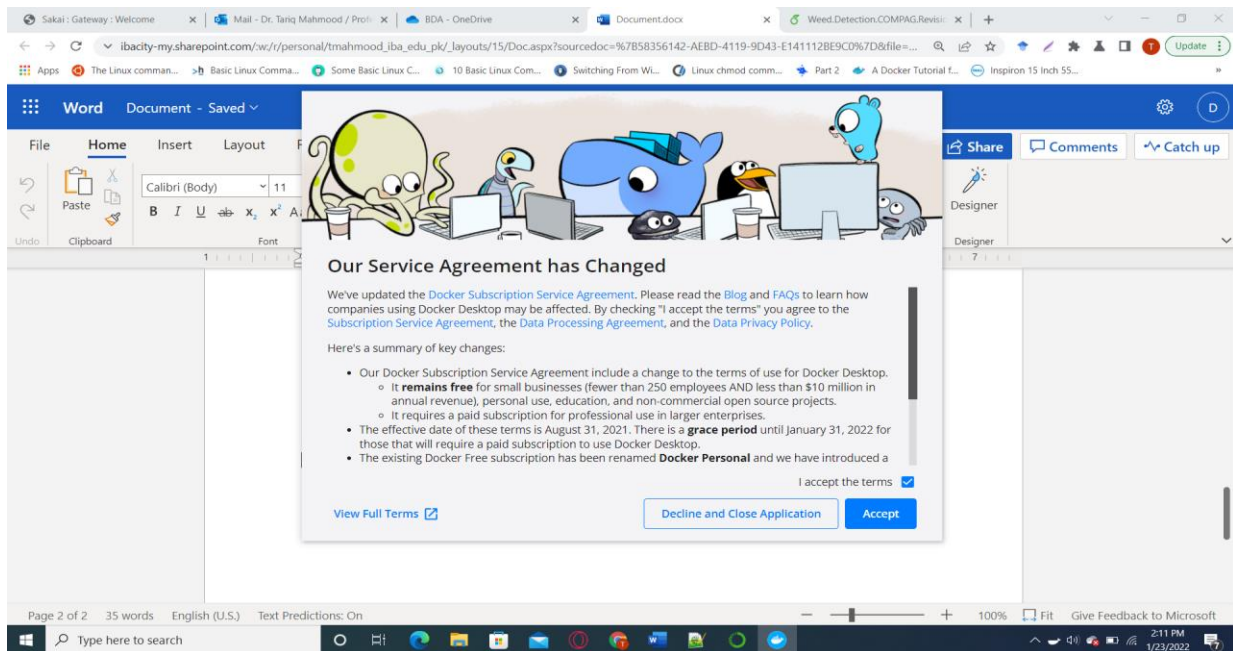 Sakai : Gateway : Welcome
Mail - Dr. Tariq Mahmood / Profe
BDA - OneDrive
Document.docx
Weed.Detection.COMPAG.Revisio
ibacity-my.sharepoint.com/:w:/r/personal/tmahmood_iba_edu_pk/_layouts/15/Doc.aspx?sourcedoc=%7B58356142-AEBD-4119-9D43-E141112BE9C0%7D&file=...
T
Update
Apps
The Linux comman...
Basic Linux Comma...
Some Basic Linux C...
10 Basic Linux Com...
Switching From Wi...
Linux chmod comm...
Part 2
A Docker Tutorial f...
Inspiron 15 Inch 55...
Word
Document - Saved
D
File
Home
Insert
Layout
Share
Comments
Catch up
Paste
Calibri (Body)
11
B I U ab x₂ x² A
Designer
Undo
Clipboard
Font
Designer
1
7
Our Service Agreement has Changed
We've updated the Docker Subscription Service Agreement. Please read the Blog and FAQs to learn how
companies using Docker Desktop may be affected. By checking "I accept the terms" you agree to the
Subscription Service Agreement, the Data Processing Agreement, and the Data Privacy Policy.
Here's a summary of key changes:
• Our Docker Subscription Service Agreement include a change to the terms of use for Docker Desktop.
◦ It remains free for small businesses (fewer than 250 employees AND less than $10 million in
annual revenue), personal use, education, and non-commercial open source projects.
◦ It requires a paid subscription for professional use in larger enterprises.
• The effective date of these terms is August 31, 2021. There is a grace period until January 31, 2022 for
those that will require a paid subscription to use Docker Desktop.
• The existing Docker Free subscription has been renamed Docker Personal and we have introduced a
I accept the terms
View Full Terms
Decline and Close Application
Accept
Page 2 of 2
35 words
English (U.S.)
Text Predictions: On
100%
Fit
Give Feedback to Microsoft
Type here to search
2:11 PM
1/23/2022